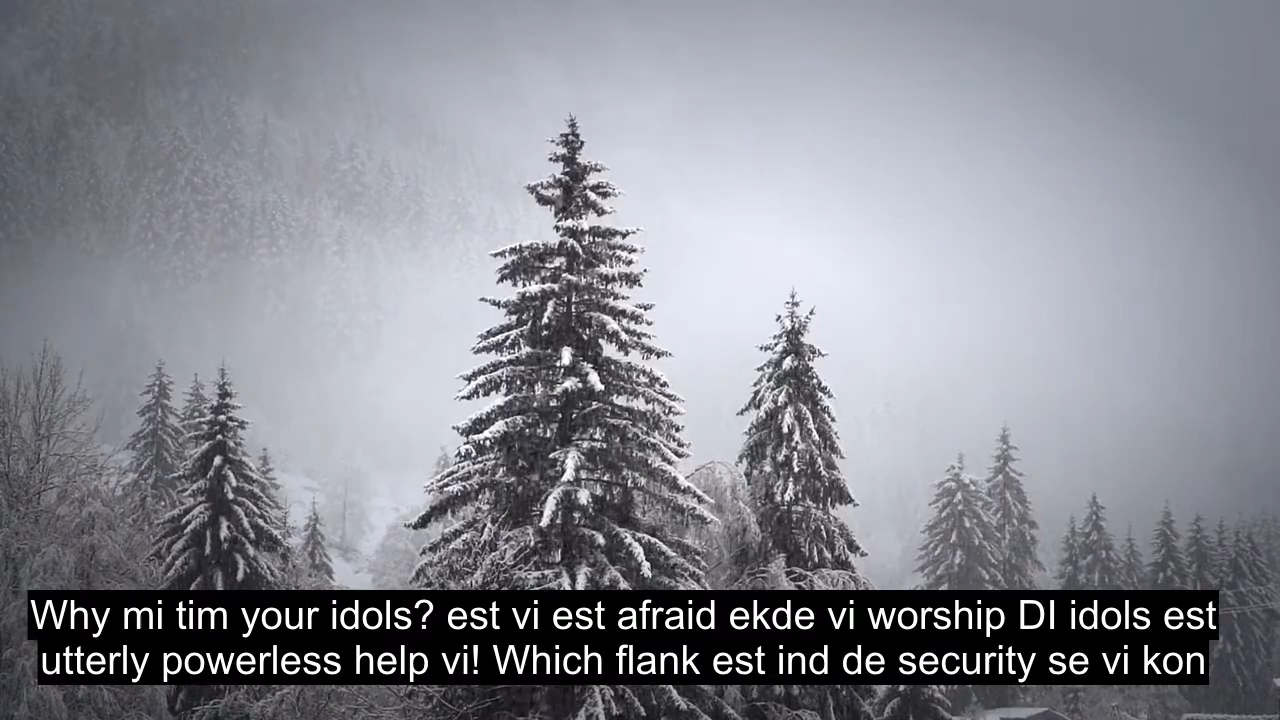 Why mi tim your idols? est vi est afraid ekde vi worship DI idols est
utterly powerless help vi! Which flank est ind de security se vi kon